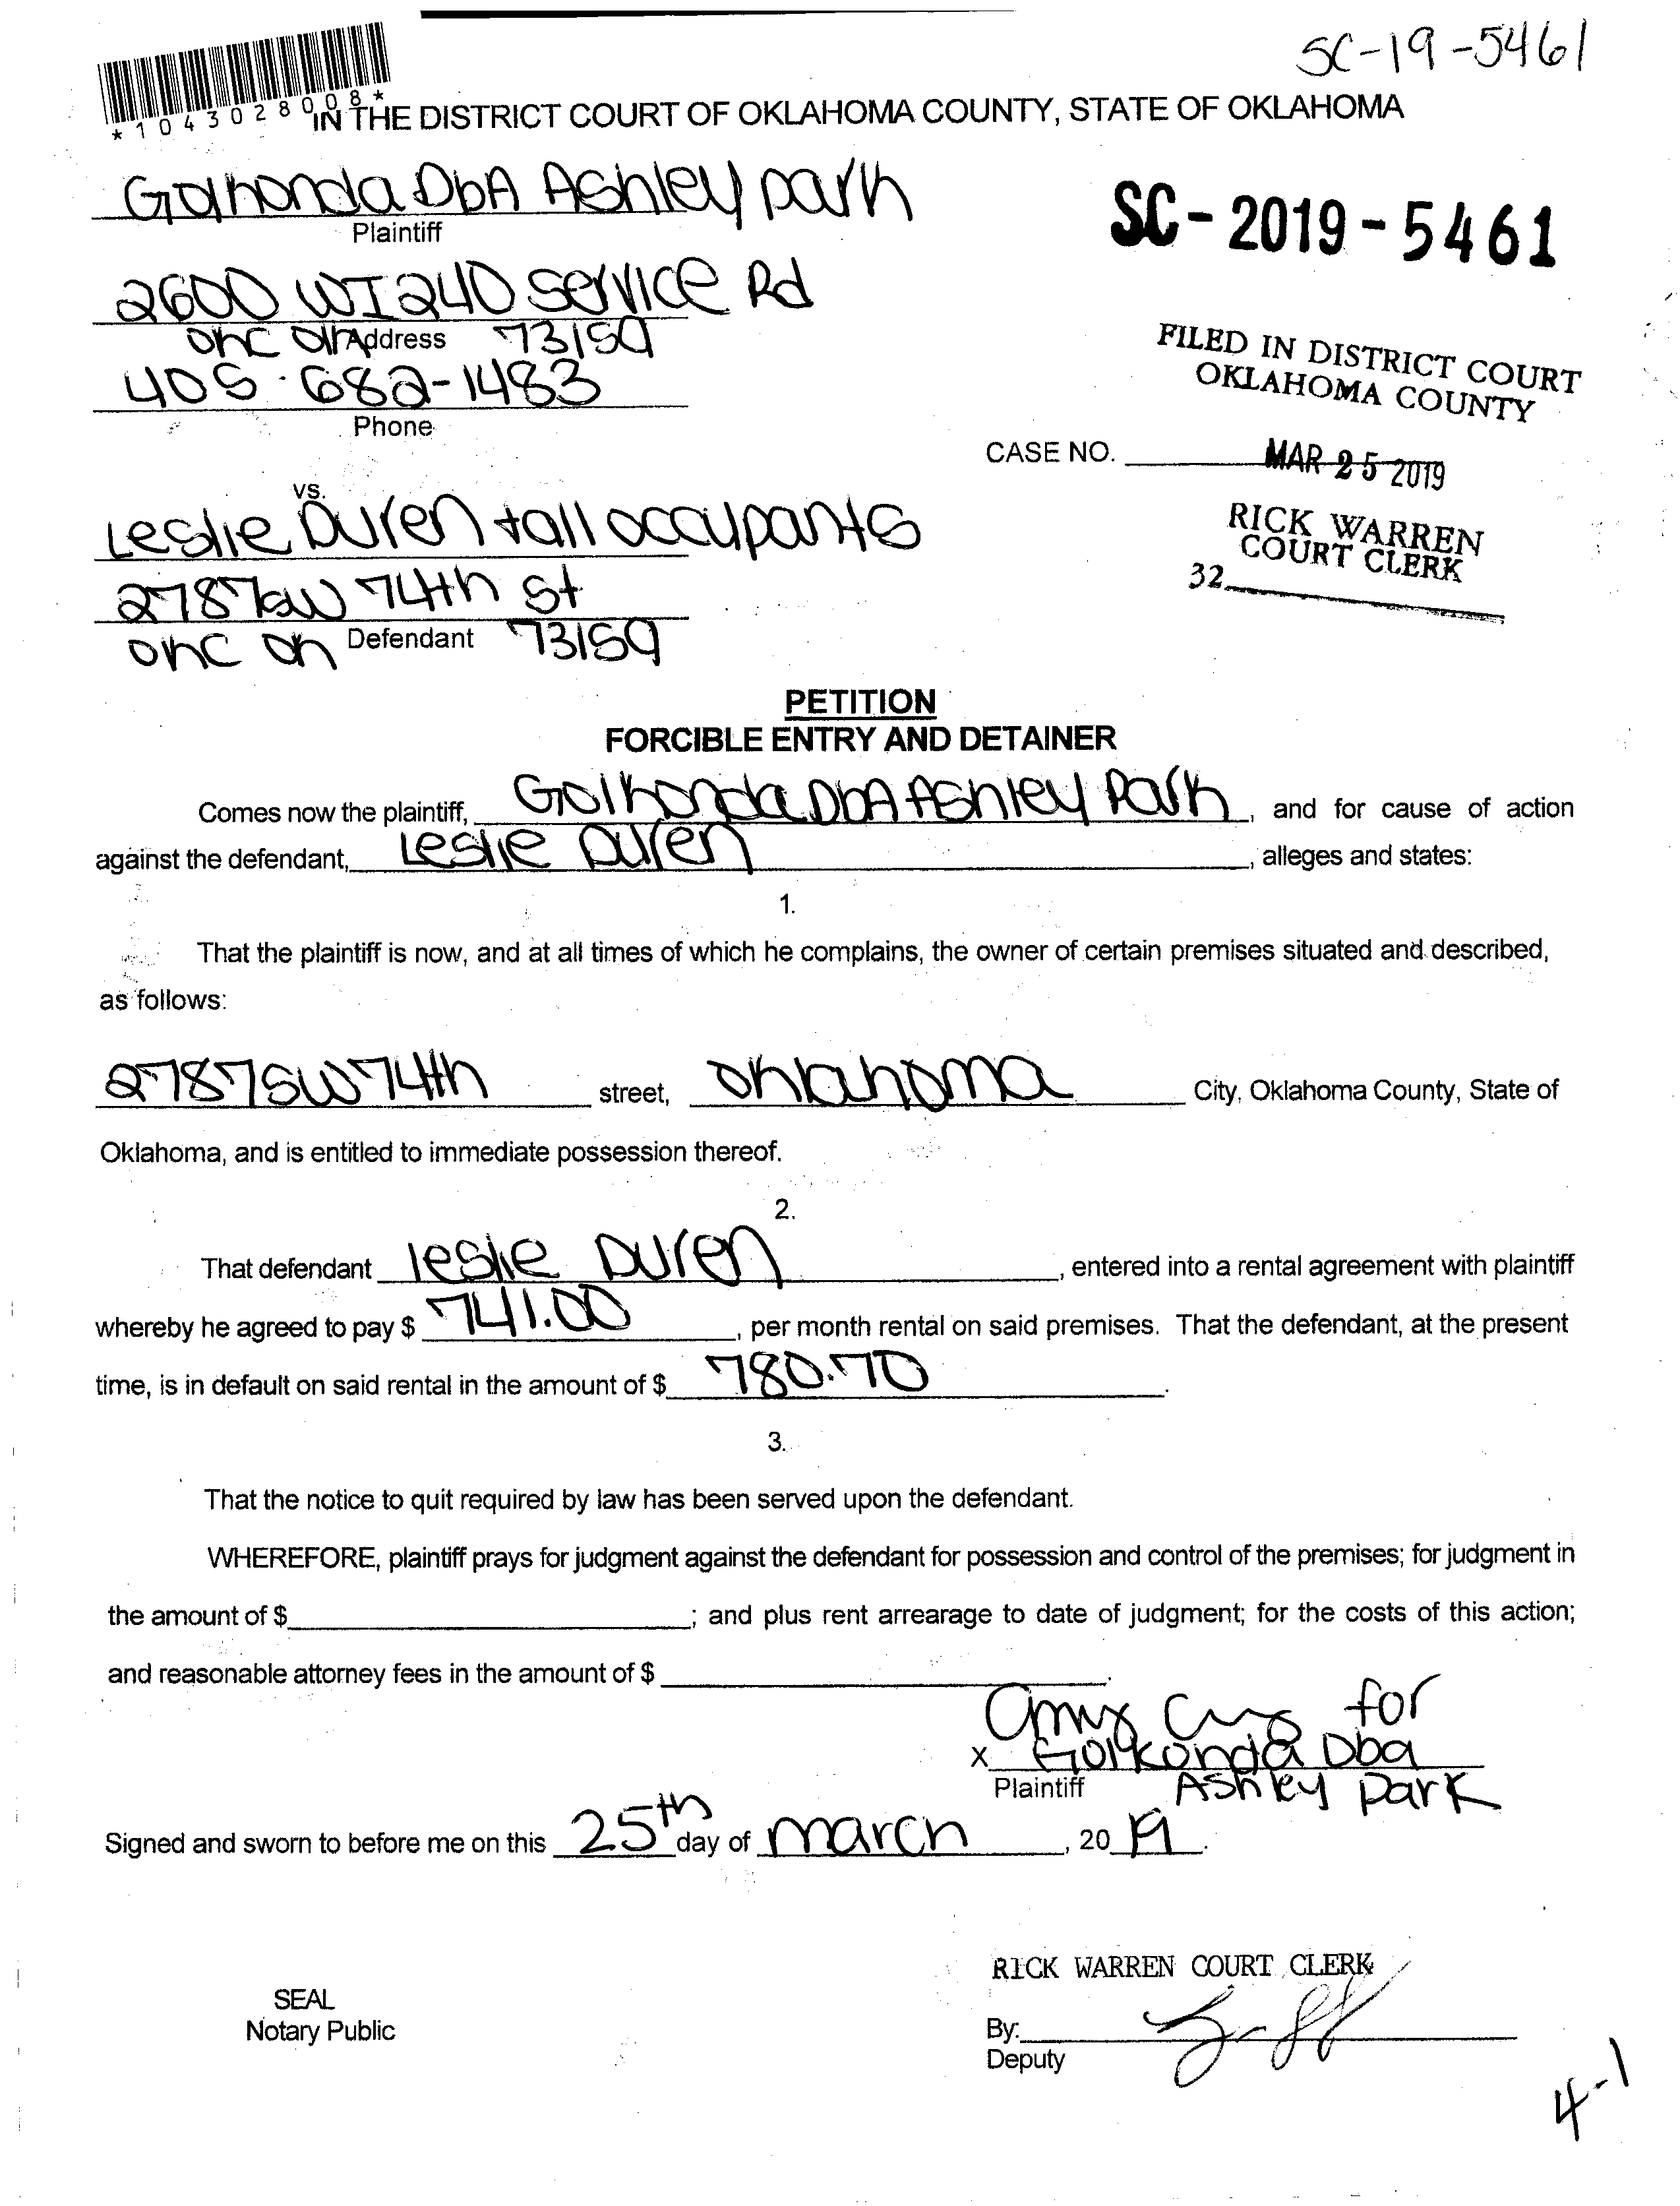 SC-19-5461
*1043028008*
IN THE DISTRICT COURT OF OKLAHOMA COUNTY, STATE OF OKLAHOMA
Golkonda DbA Ashley park
Plaintiff
SC-2019-5461
2600 W I 240 Service Rd
okc ok Address 73159
405-682-1483
Phone
FILED IN DISTRICT COURT
OKLAHOMA COUNTY
CASE NO. MAR 25 2019
RICK WARREN
COURT CLERK
32
vs.
Leslie Duren + all occupants
2787 SW 74th St
okc ok Defendant 73159
PETITION
FORCIBLE ENTRY AND DETAINER
Comes now the plaintiff, Golkonda DbA Ashley Park, and for cause of action
against the defendant, Leslie Duren, alleges and states:
1.
That the plaintiff is now, and at all times of which he complains, the owner of certain premises situated and described,
as follows:
2787 SW 74th street, Oklahoma City, Oklahoma County, State of
Oklahoma, and is entitled to immediate possession thereof.
2.
That defendant leslie Duren, entered into a rental agreement with plaintiff
whereby he agreed to pay $ 741.00, per month rental on said premises. That the defendant, at the present
time, is in default on said rental in the amount of $ 780.70.
3.
That the notice to quit required by law has been served upon the defendant.
WHEREFORE, plaintiff prays for judgment against the defendant for possession and control of the premises; for judgment in
the amount of $ ; and plus rent arrearage to date of judgment; for the costs of this action;
and reasonable attorney fees in the amount of $ .
Amy for
X Golkonda Dba
Plaintiff Ashley Park
Signed and sworn to before me on this 25th day of march, 2019.
RICK WARREN COURT CLERK
SEAL
Notary Public
By:
Deputy
4-1